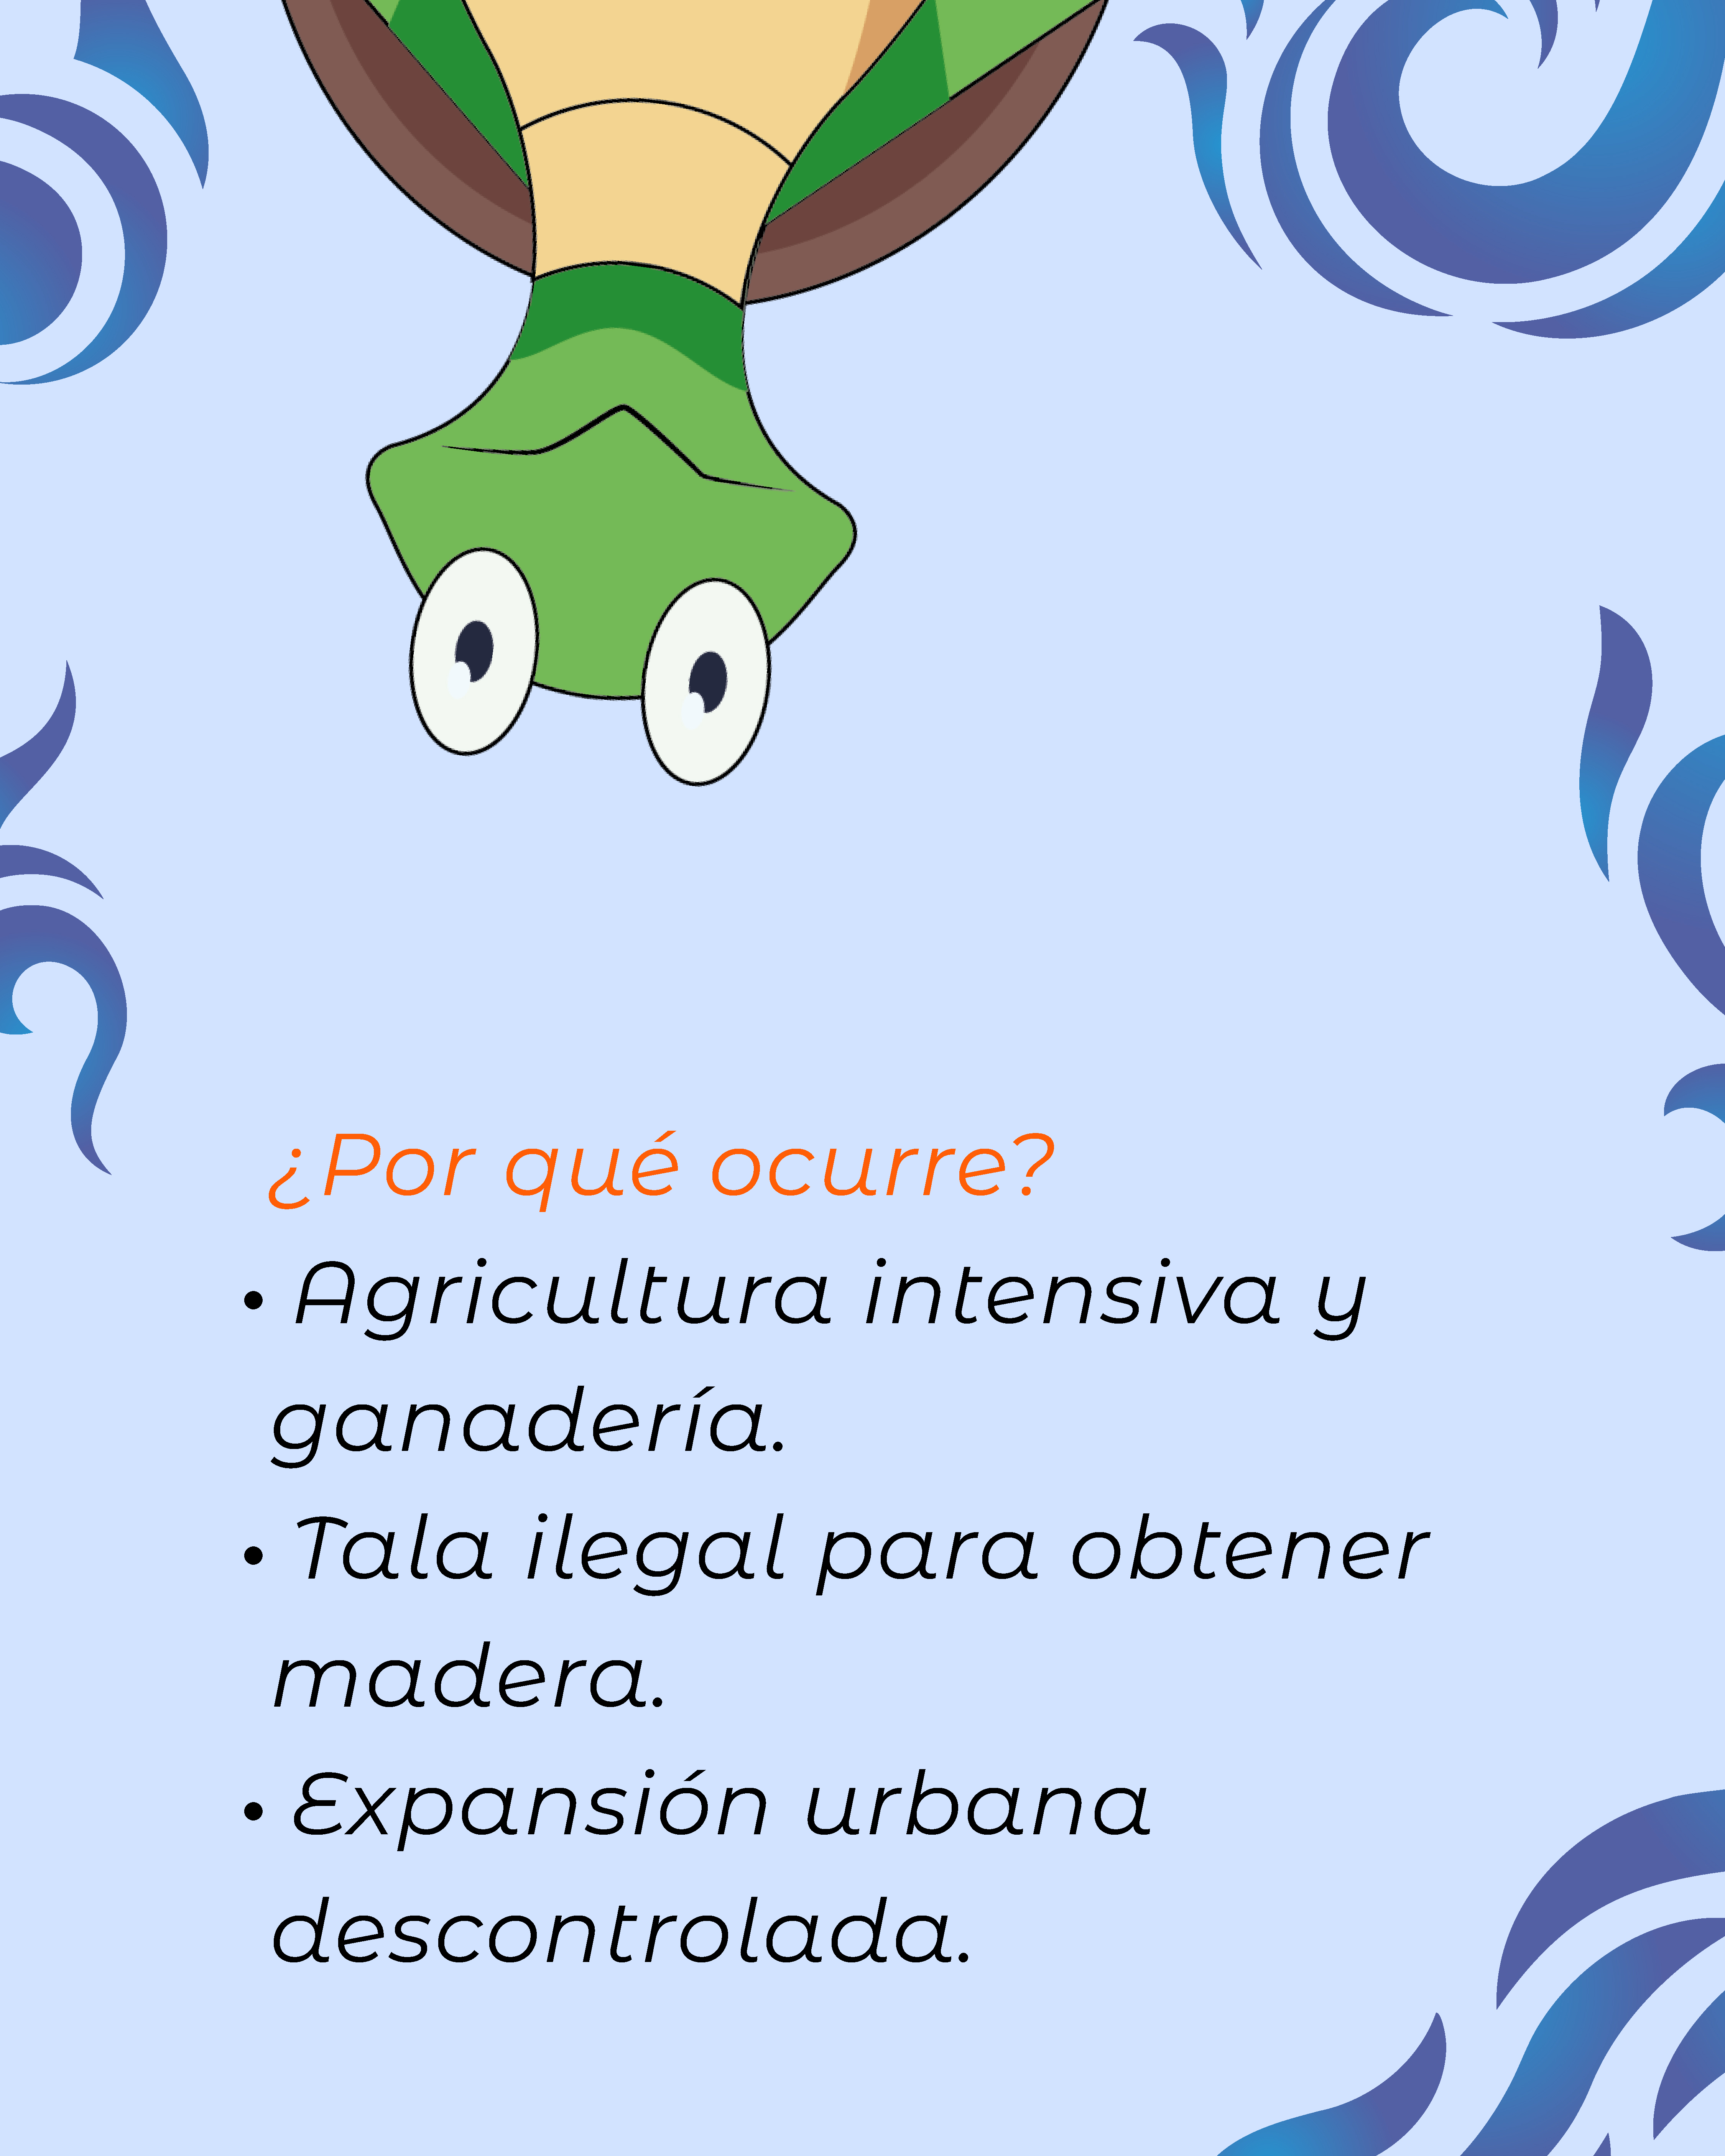 ¿Por qué ocurre?
• Agricultura intensiva y
ganadería.
• Tala ilegal para obtener
madera.
• Expansión urbana
descontrolada.